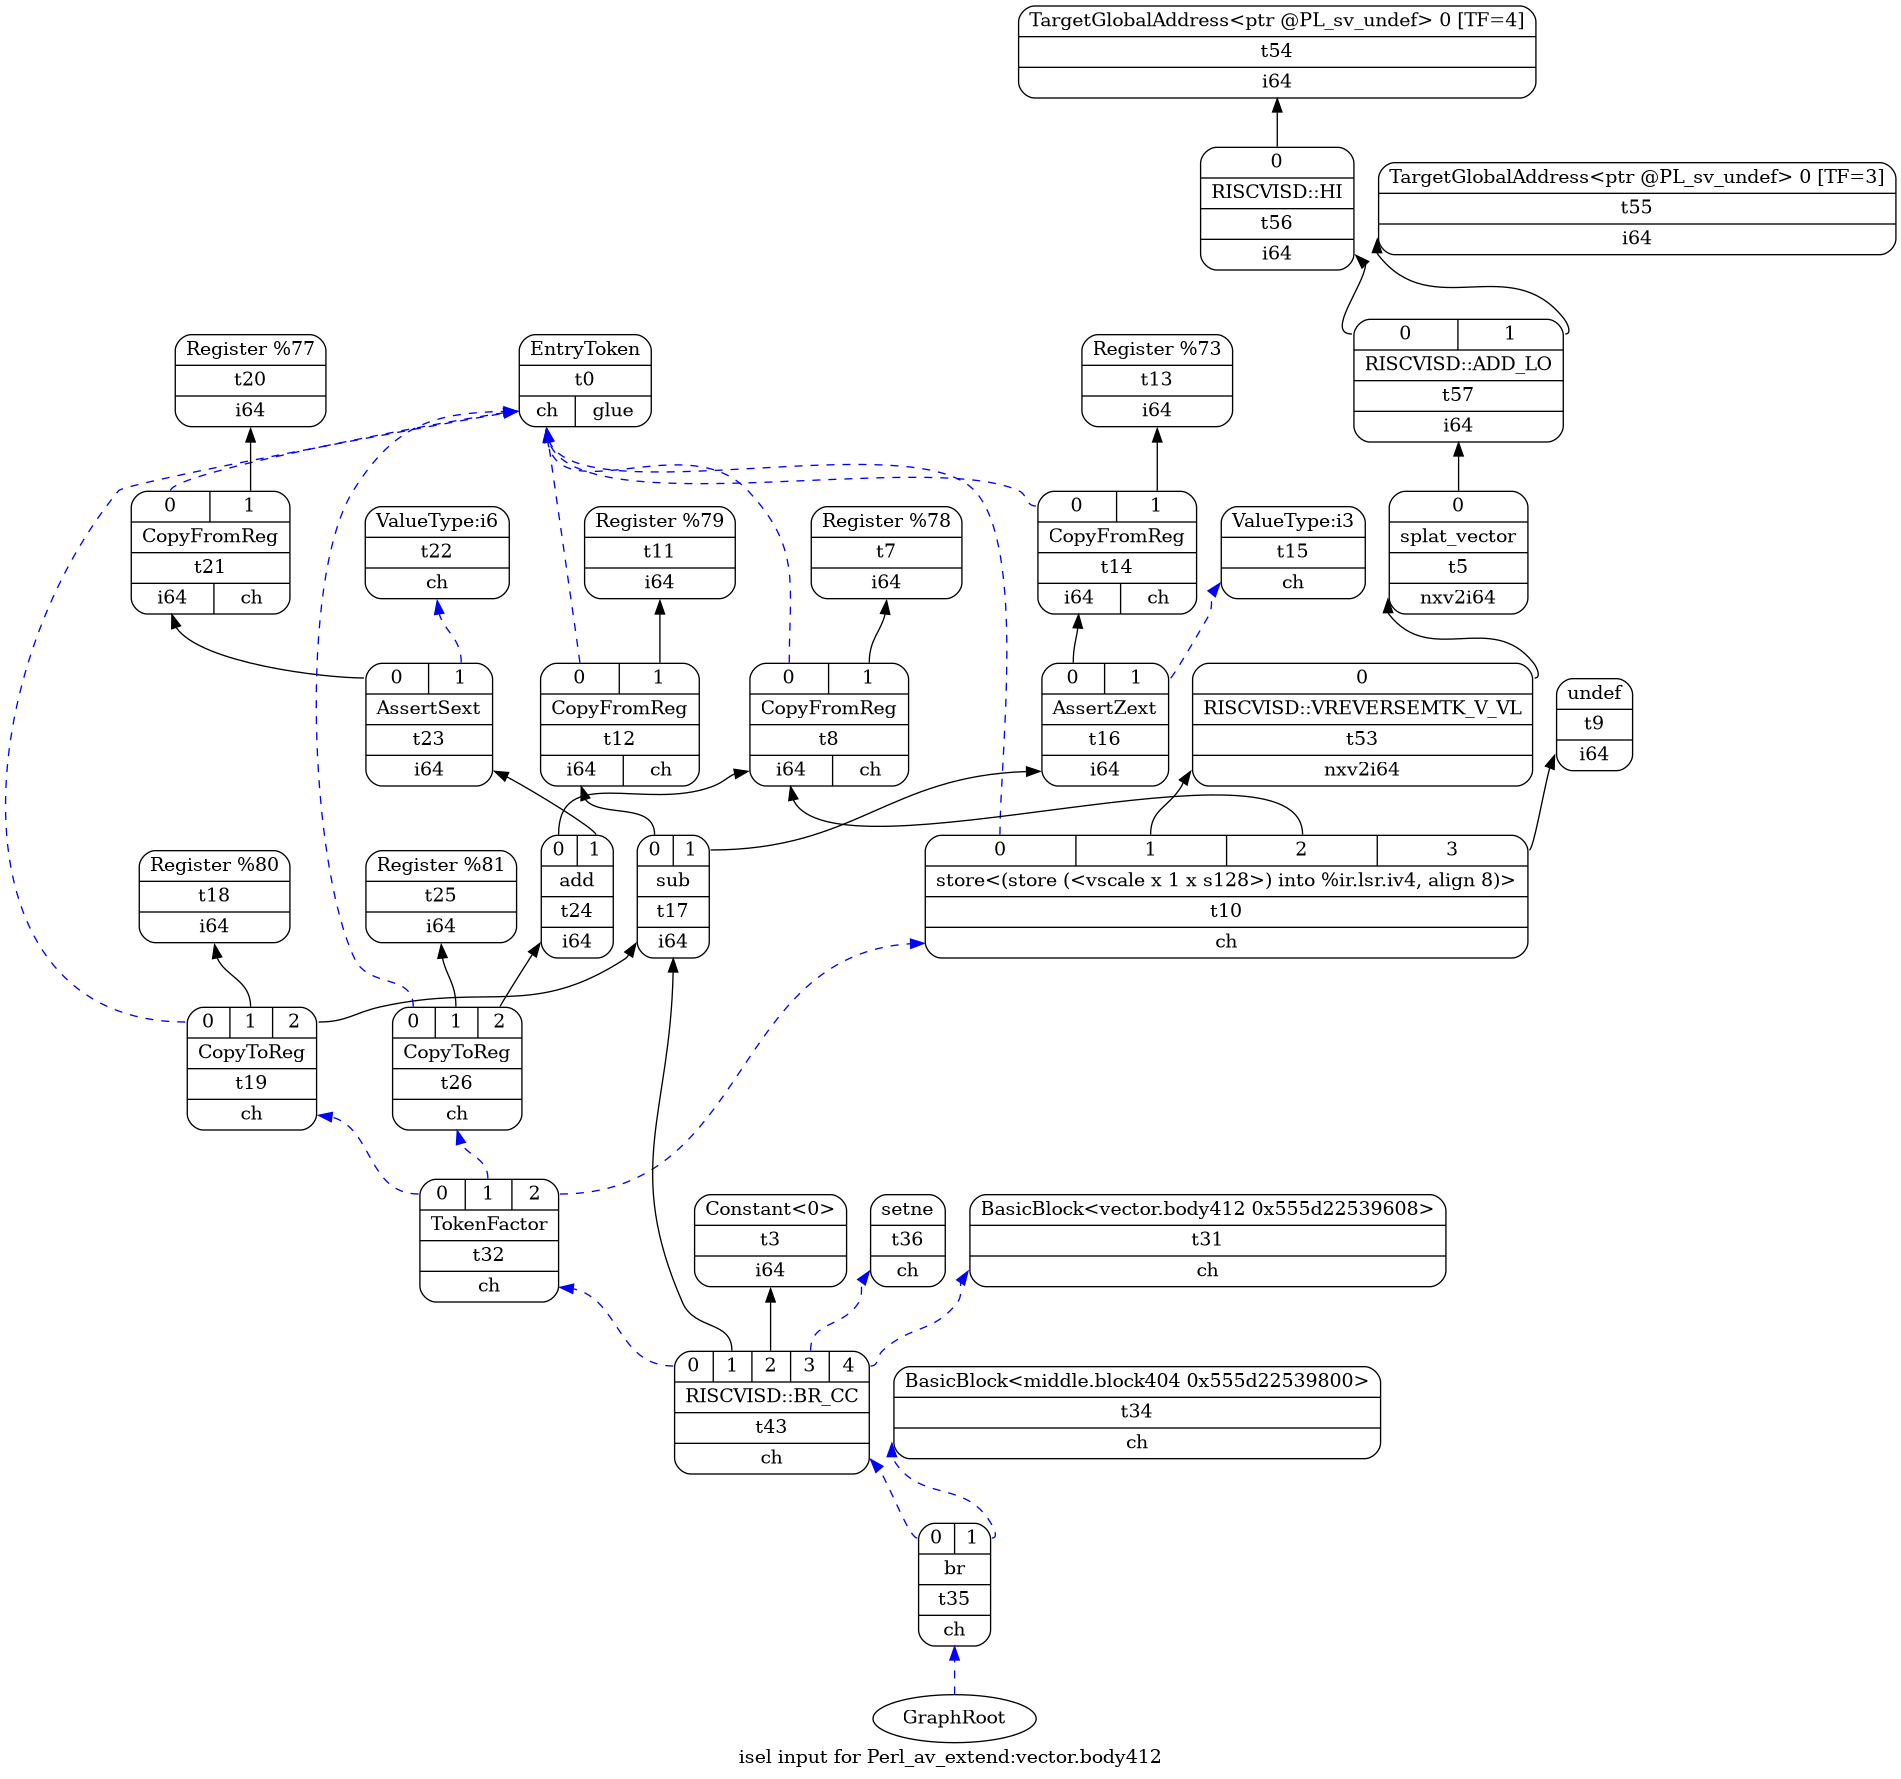 TargetGlobalAddress<ptr @PL_sv_undef> 0 [TF=4]
t54
i64
0
RISCVISD::HI
t56
i64
TargetGlobalAddress<ptr @PL_sv_undef> 0 [TF=3]
t55
i64
Register %77
t20
i64
EntryToken
t0
ch glue
Register %73
t13
i64
0 1
RISCVISD::ADD_LO
t57
i64
0 1
CopyFromReg
t21
i64 ch
ValueType:i6
t22
ch
Register %79
t11
i64
Register %78
t7
i64
0 1
CopyFromReg
t14
i64 ch
ValueType:i3
t15
ch
0
splat_vector
t5
nxv2i64
0 1
AssertSext
t23
i64
0 1
CopyFromReg
t12
i64 ch
0 1
CopyFromReg
t8
i64 ch
0 1
AssertZext
t16
i64
0
RISCVISD::VREVERSEMTK_V_VL
t53
nxv2i64
undef
t9
i64
Register %80
t18
i64
Register %81
t25
i64
0 1
add
t24
i64
0 1
sub
t17
i64
0 1 2 3
store<(store (<vscale x 1 x s128>) into %ir.lsr.iv4, align 8)>
t10
ch
0 1 2
CopyToReg
t19
ch
0 1 2
CopyToReg
t26
ch
0 1 2
TokenFactor
t32
ch
Constant<0>
t3
i64
setne
t36
ch
BasicBlock<vector.body412 0x555d22539608>
t31
ch
0 1 2 3 4
RISCVISD::BR_CC
t43
ch
BasicBlock<middle.block404 0x555d22539800>
t34
ch
0 1
br
t35
ch
GraphRoot
isel input for Perl_av_extend:vector.body412